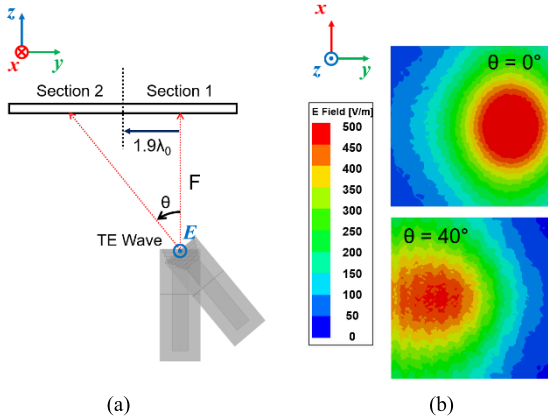 (a)
z
x
y
Section 2
Section 1
1.9λ₀
F
θ
TE Wave
E
(b)
x
z
y
E Field [V/m]
500
450
400
350
300
250
200
150
100
50
0
θ = 0°
θ = 40°
(a)
(b)